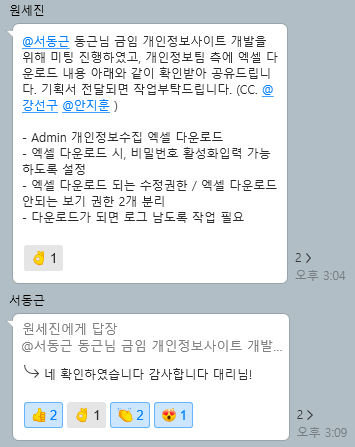 원세진
@서동근 동근님 금임 개인정보사이트 개발을
위해 미팅 진행하였고, 개인정보팀 측에 엑셀 다
운로드 내용 아래와 같이 확인받아 공유드립니
다. 기획서 전달되면 작업부탁드립니다. (CC. @
강선구 @안지훈 )
- Admin 개인정보수집 엑셀 다운로드
- 엑셀 다운로드 시, 비밀번호 활성화입력 가능
하도록 설정
- 엑셀 다운로드 되는 수정권한 / 엑셀 다운로드
안되는 보기 권한 2개 분리
- 다운로드가 되면 로그 남도록 작업 필요
👌 1
2 >
오후 3:04
서동근
원세진에게 답장
@서동근 동근님 금임 개인정보사이트 개발...
네 확인하였습니다 감사합니다 대리님!
👍 2 👌 1 👏 2 😍 1
2 >
오후 3:09